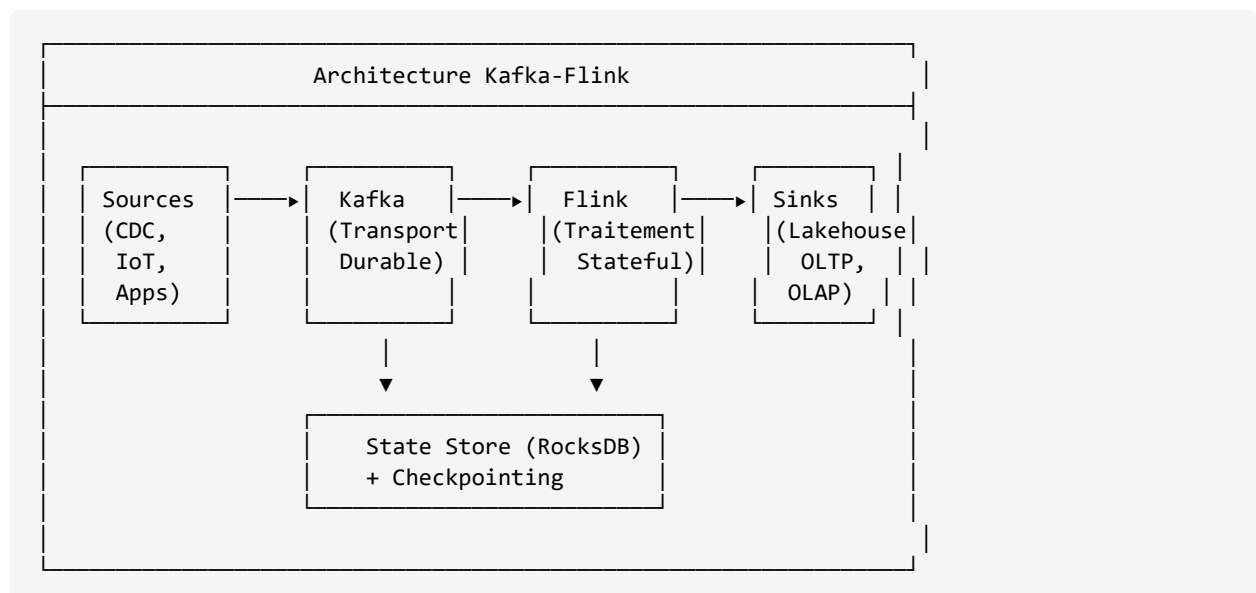 Architecture Kafka-Flink
Sources Kafka Flink Sinks
(CDC, (Transport (Traitement (Lakehouse
IoT, Durable) Stateful) OLTP,
Apps) OLAP)
State Store (RocksDB)
+ Checkpointing